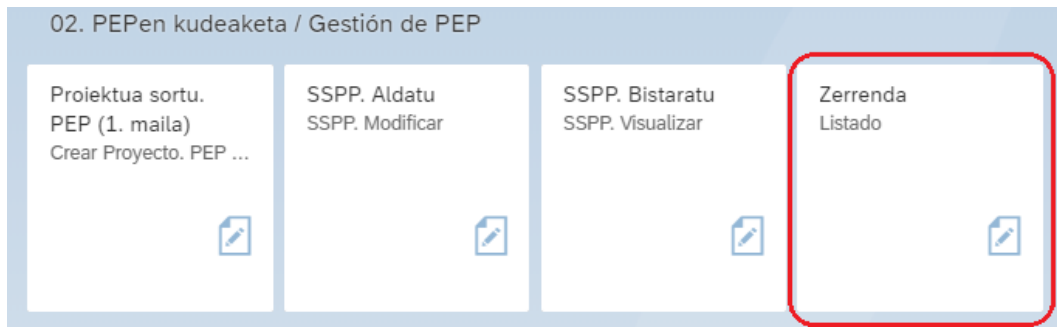 02. PEPen kudeaketa / Gestión de PEP
Proiektua sortu.
PEP (1. maila)
Crear Proyecto. PEP ...
SSPP. Aldatu
SSPP. Modificar
SSPP. Bistaratu
SSPP. Visualizar
Zerrenda
Listado